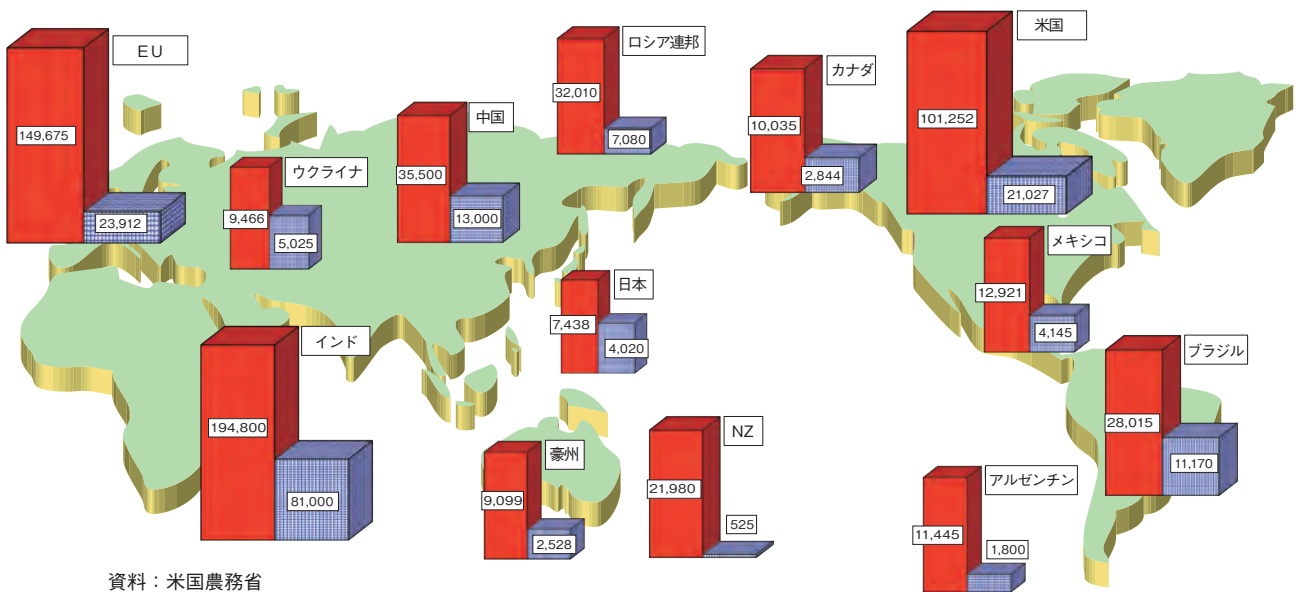 EU
149,675
23,912
ウクライナ
9,466
5,025
中国
35,500
13,000
ロシア連邦
32,010
7,080
カナダ
10,035
2,844
米国
101,252
21,027
メキシコ
12,921
4,145
日本
7,438
4,020
インド
194,800
81,000
豪州
9,099
2,528
NZ
21,980
525
アルゼンチン
11,445
1,800
ブラジル
28,015
11,170
資料：米国農務省